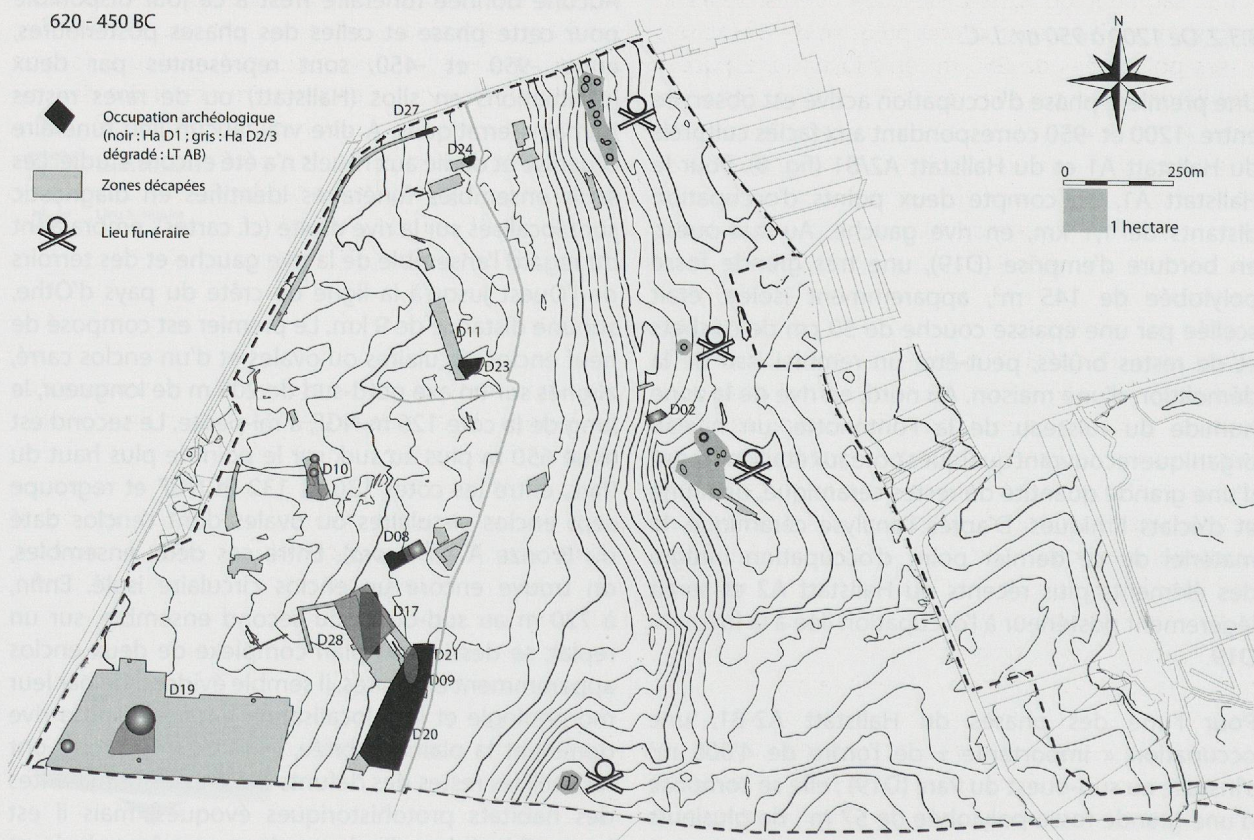 620 - 450 BC
N
Occupation archéologique
(noir : Ha D1 ; gris : Ha D2/3
dégradé : LT AB)
Zones décapées
Lieu funéraire
250m
1 hectare
D27
D24
D11
D23
D02
D10
D08
D17
D28
D21
D09
D19
D20